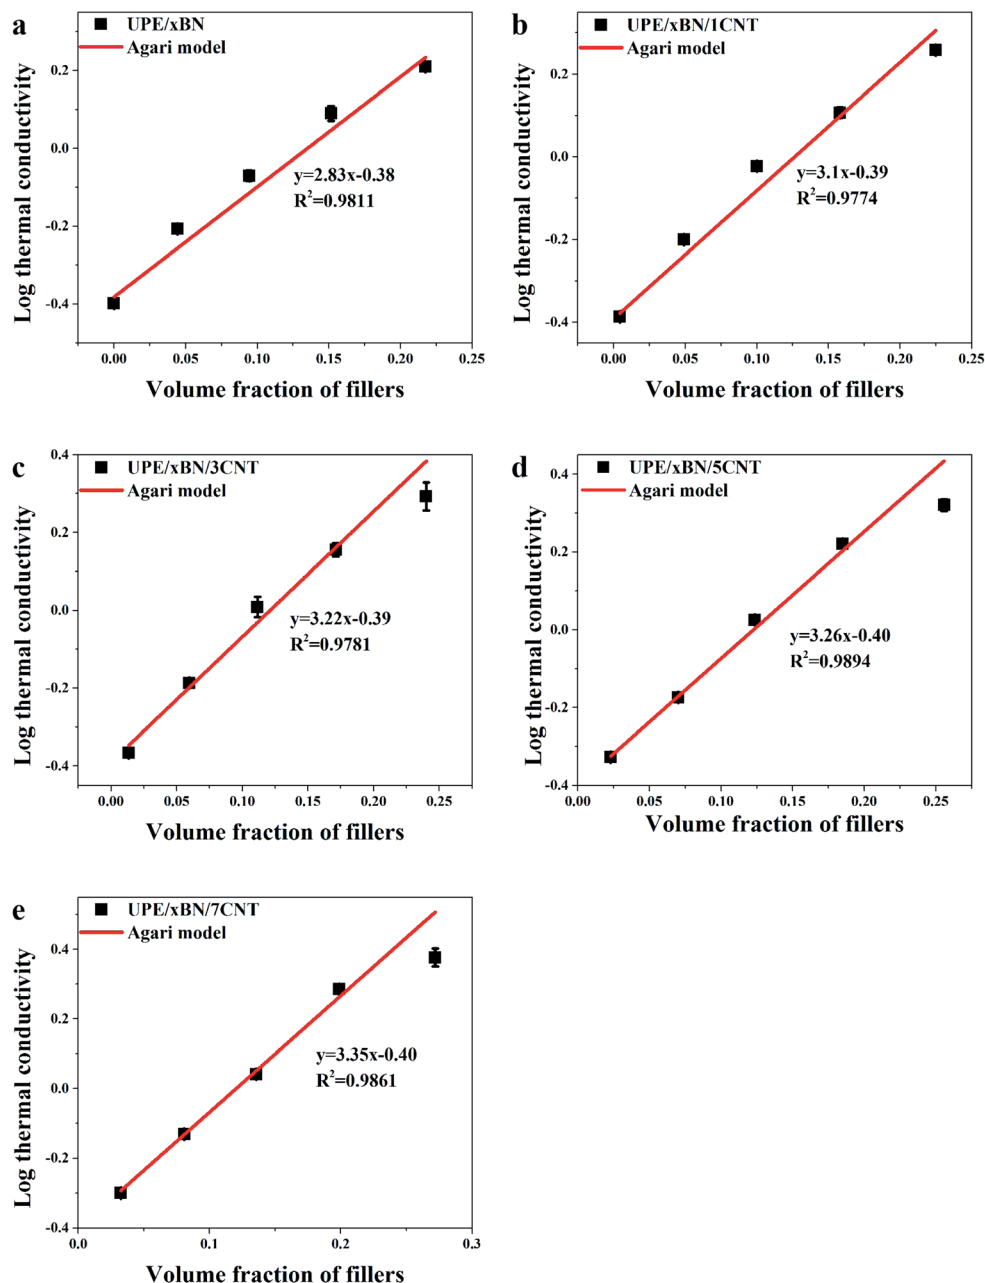 a
UPE/xBN
Agari model
Log thermal conductivity
0.2
0.0
-0.2
-0.4
y=2.83x-0.38
R²=0.9811
0.00
0.05
0.10
0.15
0.20
0.25
Volume fraction of fillers
b
UPE/xBN/1CNT
Agari model
Log thermal conductivity
0.2
0.0
-0.2
-0.4
y=3.1x-0.39
R²=0.9774
0.00
0.05
0.10
0.15
0.20
0.25
Volume fraction of fillers
c
UPE/xBN/3CNT
Agari model
Log thermal conductivity
0.4
0.2
0.0
-0.2
-0.4
y=3.22x-0.39
R²=0.9781
0.00
0.05
0.10
0.15
0.20
0.25
Volume fraction of fillers
d
UPE/xBN/5CNT
Agari model
Log thermal conductivity
0.4
0.2
0.0
-0.2
-0.4
y=3.26x-0.40
R²=0.9894
0.00
0.05
0.10
0.15
0.20
0.25
Volume fraction of fillers
e
UPE/xBN/7CNT
Agari model
Log thermal conductivity
0.4
0.2
0.0
-0.2
-0.4
y=3.35x-0.40
R²=0.9861
0.0
0.1
0.2
0.3
Volume fraction of fillers